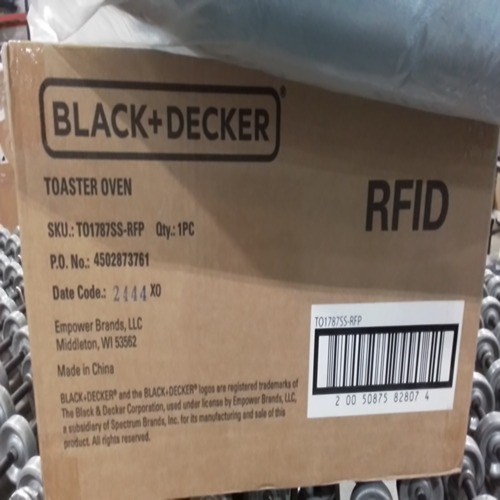 BLACK+DECKER®
TOASTER OVEN
RFID
SKU.: TO1787SS-RFP Qty.: 1PC
P.O. No.: 4502873761
Date Code.: 2444 XO
Empower Brands, LLC
Middleton, WI 53562
Made in China
TO1787SS-RFP
2 00 50875 82807 4
BLACK+DECKER® and the BLACK+DECKER® logos are registered trademarks of
The Black & Decker Corporation, used under license by Empower Brands, LLC,
a subsidiary of Spectrum Brands, Inc. for its manufacturing and sale of this
product. All rights reserved.